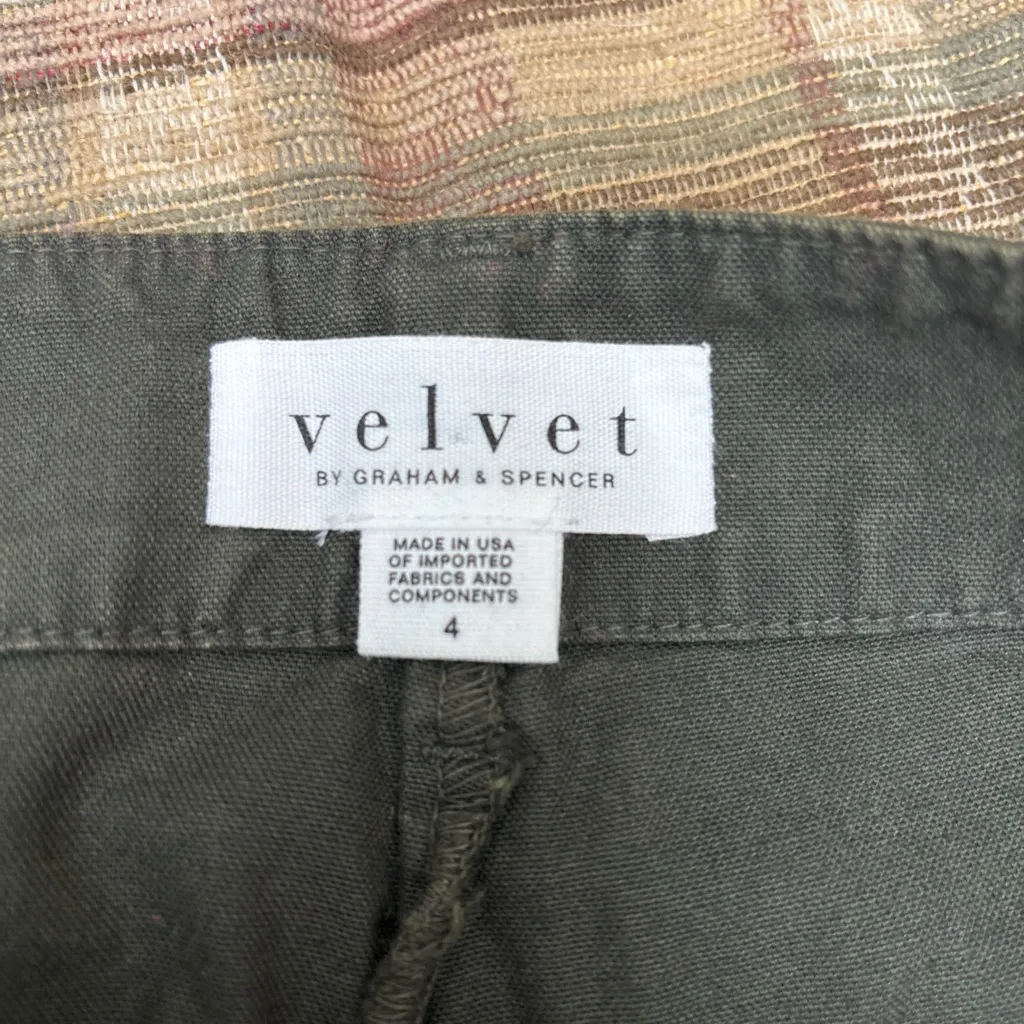 velvet
BY GRAHAM & SPENCER
MADE IN USA
OF IMPORTED
FABRICS AND
COMPONENTS
4